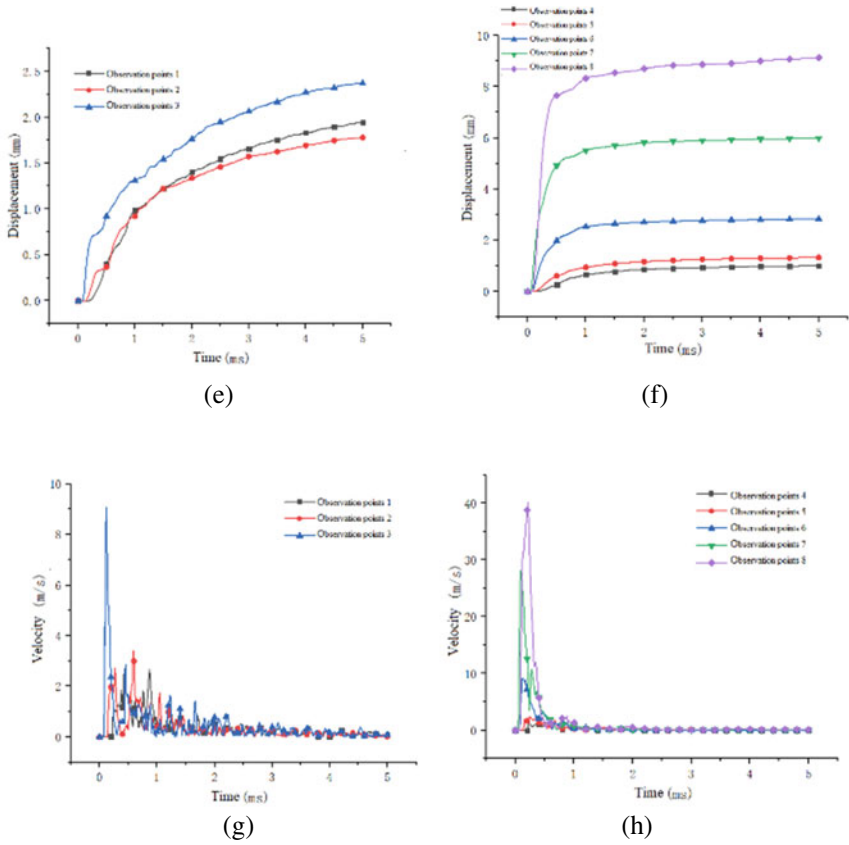 Observation points 1
Observation points 2
Observation points 3
2.5
2.0
1.5
1.0
0.5
0.0
Displacement (mm)
0 1 2 3 4 5
Time (ms)
(e)
Observation points 4
Observation points 5
Observation points 6
Observation points 7
Observation points 8
10
8
6
4
2
0
Displacement (mm)
0 1 2 3 4 5
Time (ms)
(f)
Observation points 1
Observation points 2
Observation points 3
10
8
6
4
2
0
Velocity (m/s)
0 1 2 3 4 5
Time (ms)
(g)
Observation points 4
Observation points 5
Observation points 6
Observation points 7
Observation points 8
40
30
20
10
0
Velocity (m/s)
0 1 2 3 4 5
Time (ms)
(h)